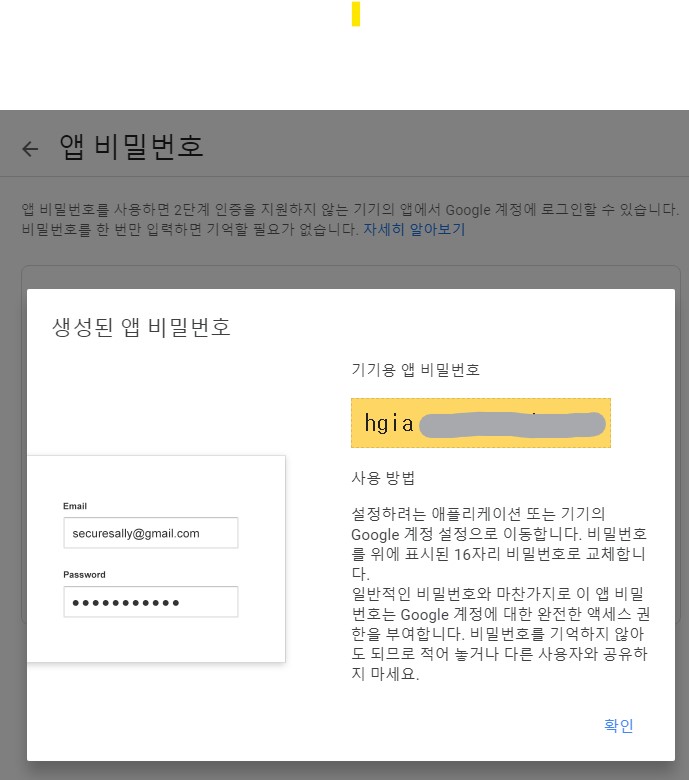 앱 비밀번호
앱 비밀번호를 사용하면 2단계 인증을 지원하지 않는 기기의 앱에서 Google 계정에 로그인할 수 있습니다.
비밀번호를 한 번만 입력하면 기억할 필요가 없습니다. 자세히 알아보기
생성된 앱 비밀번호
기기용 앱 비밀번호
hgia
Email
securesally@gmail.com
Password
사용 방법
설정하려는 애플리케이션 또는 기기의
Google 계정 설정으로 이동합니다. 비밀번호
를 위에 표시된 16자리 비밀번호로 교체합니
다.
일반적인 비밀번호와 마찬가지로 이 앱 비밀
번호는 Google 계정에 대한 완전한 액세스 권
한을 부여합니다. 비밀번호를 기억하지 않아
도 되므로 적어 놓거나 다른 사용자와 공유하
지 마세요.
확인